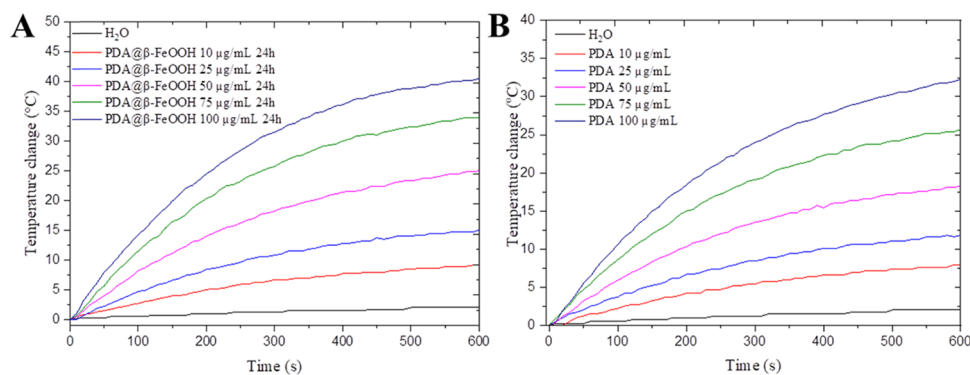 A
H₂O
PDA@β-FeOOH 10 µg/mL 24h
PDA@β-FeOOH 25 µg/mL 24h
PDA@β-FeOOH 50 µg/mL 24h
PDA@β-FeOOH 75 µg/mL 24h
PDA@β-FeOOH 100 µg/mL 24h
Temperature change (°C)
50
45
40
35
30
25
20
15
10
5
0
0 100 200 300 400 500 600
Time (s)
B
H₂O
PDA 10 µg/mL
PDA 25 µg/mL
PDA 50 µg/mL
PDA 75 µg/mL
PDA 100 µg/mL
Temperature change (°C)
40
35
30
25
20
15
10
5
0
0 100 200 300 400 500 600
Time (s)